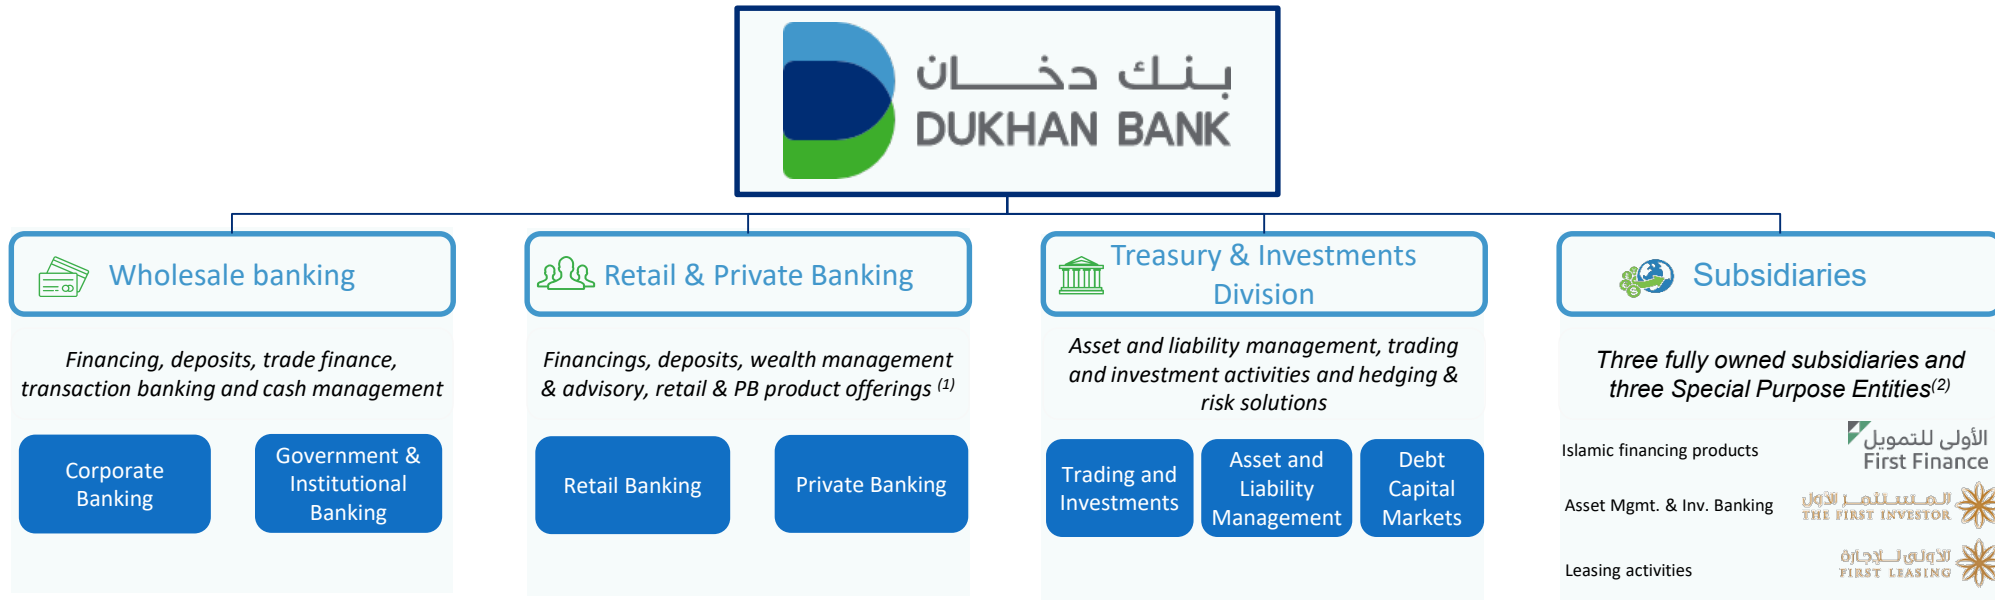 بنك دخان
DUKHAN BANK
Wholesale banking
Financing, deposits, trade finance,
transaction banking and cash management
Corporate
Banking
Government &
Institutional
Banking
Retail & Private Banking
Financings, deposits, wealth management
& advisory, retail & PB product offerings (1)
Retail Banking
Private Banking
Treasury & Investments
Division
Asset and liability management, trading
and investment activities and hedging &
risk solutions
Trading and
Investments
Asset and
Liability
Management
Debt
Capital
Markets
Subsidiaries
Three fully owned subsidiaries and
three Special Purpose Entities(2)
Islamic financing products
الأولى للتمويل
First Finance
Asset Mgmt. & Inv. Banking
المستثمر الأول
THE FIRST INVESTOR
Leasing activities
الأولى للإجارة
FIRST LEASING